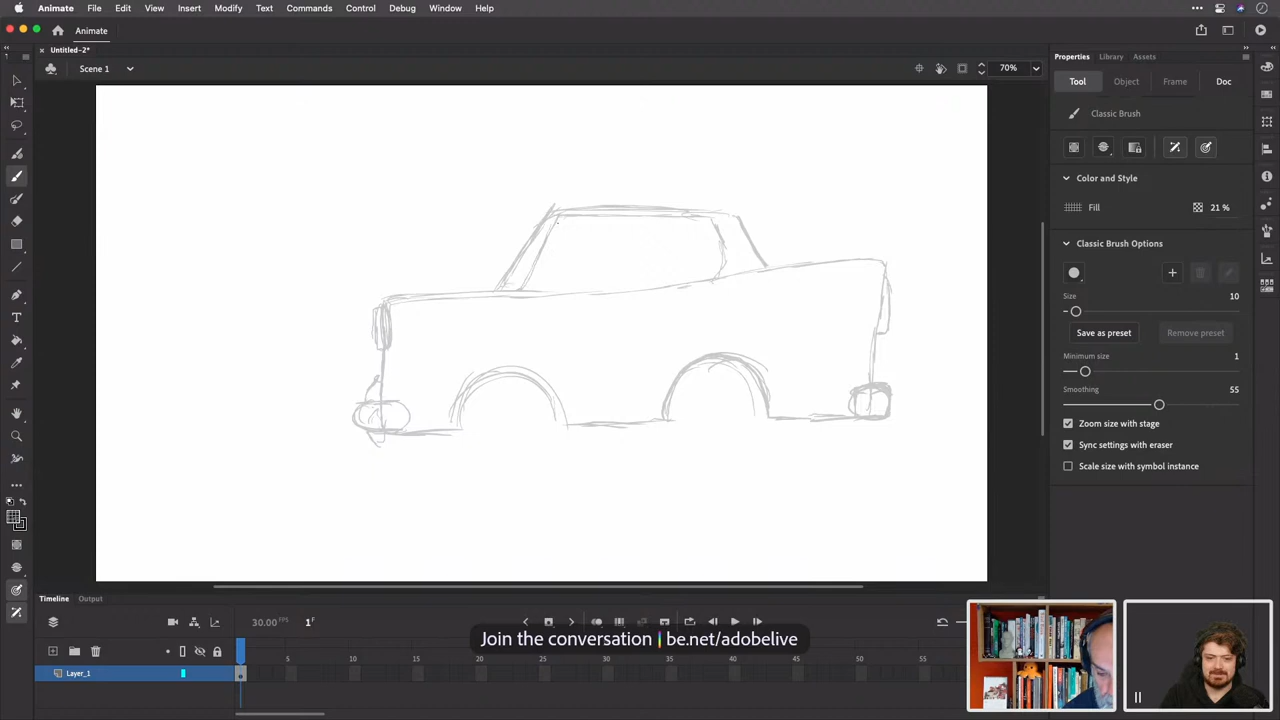 Animate File Edit View Insert Modify Text Commands Control Debug Window Help
Animate
Untitled-2*
Scene 1
70%
Properties Library Assets
Tool Object Frame Doc
Classic Brush
Color and Style
Fill 21 %
Classic Brush Options
Size 10
Save as preset Remove preset
Minimum size 1
Smoothing 55
Zoom size with stage
Sync settings with eraser
Scale size with symbol instance
Timeline Output
30.00 FPS 1 F
Join the conversation be.net/adobelive
5 10 15 20 25 30 35 40 45 50 55
Layer_1